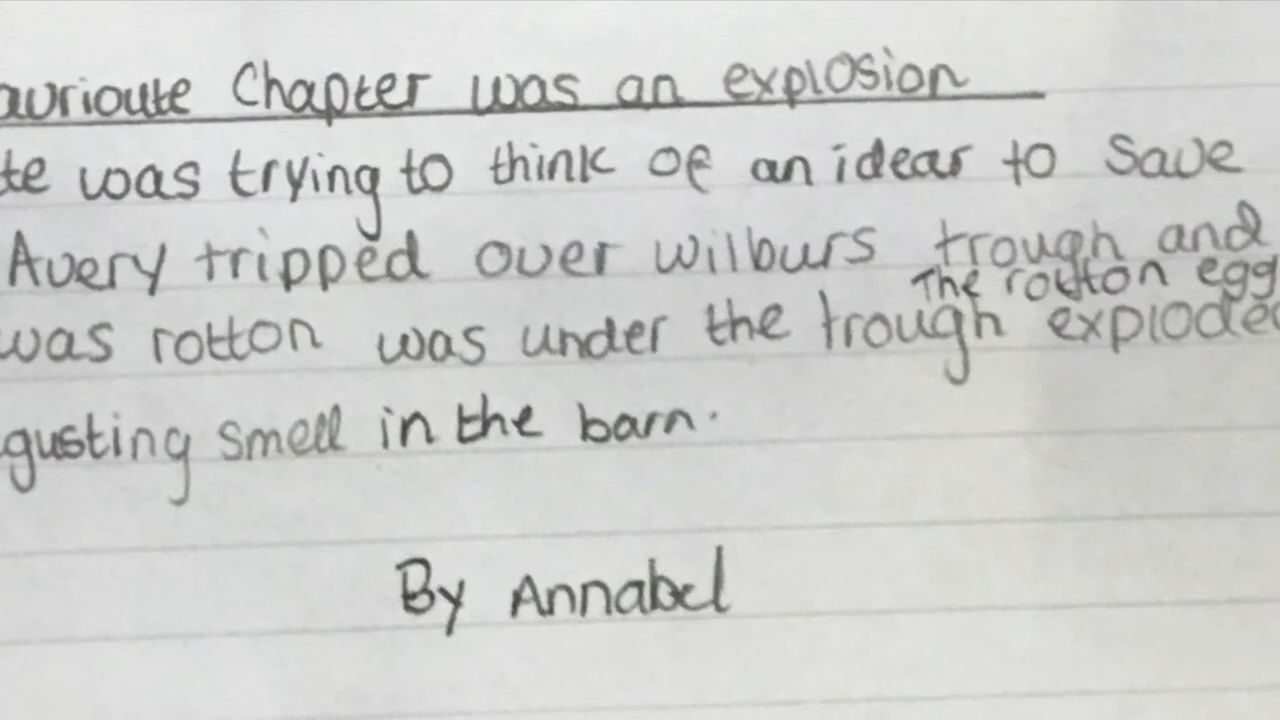 avrioute Chapter was an explosion
te was trying to think of an idear to save
Avery tripped over wilburs trough and
The rotton egg
was rotton was under the trough exploded
gusting smell in the barn.
By Annabel